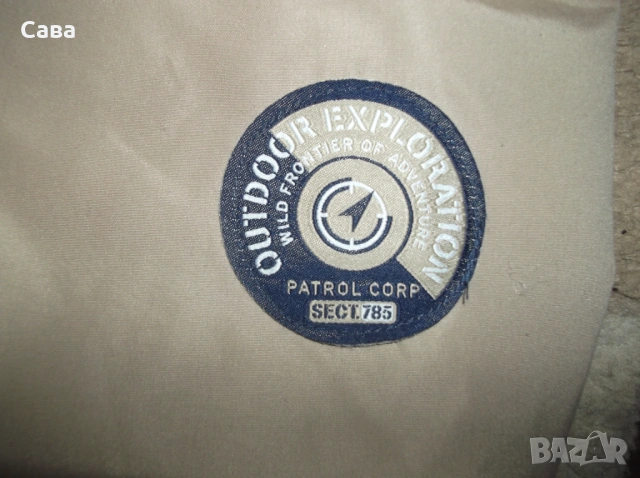 Сава
OUTDOOR EXPLORATION
WILD FRONTIER OF ADVENTURE
PATROL CORP
SECT. 785
BAZAR